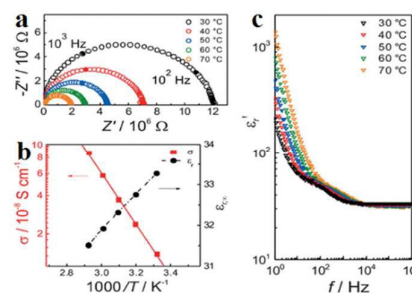 a
10³ Hz
10² Hz
30 °C
40 °C
50 °C
60 °C
70 °C
-Z'' / 10⁶ Ω
6
4
2
0
0 2 4 6 8 10 12
Z' / 10⁶ Ω
b
σ
εᵣ
σ / 10⁻⁸ S cm⁻¹
10
8
6
4
2
34
33
32
31
2.8 3.0 3.2 3.4
1000/T / K⁻¹
c
30 °C
40 °C
50 °C
60 °C
70 °C
εᵣ'
10³
10²
10¹
10⁰ 10² 10⁴ 10⁶
f / Hz